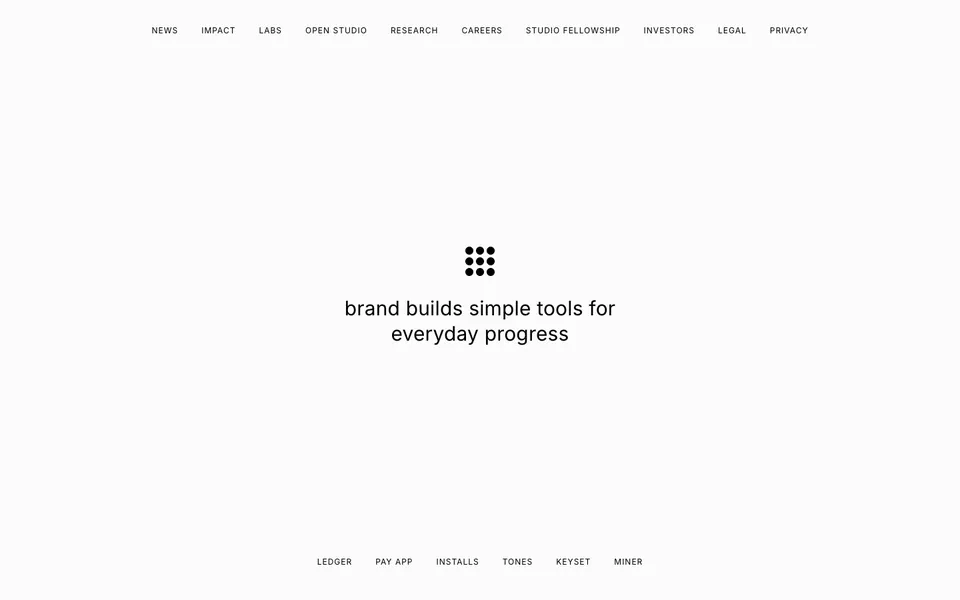 NEWS IMPACT LABS OPEN STUDIO RESEARCH CAREERS STUDIO FELLOWSHIP INVESTORS LEGAL PRIVACY
brand builds simple tools for
everyday progress
LEDGER PAY APP INSTALLS TONES KEYSET MINER